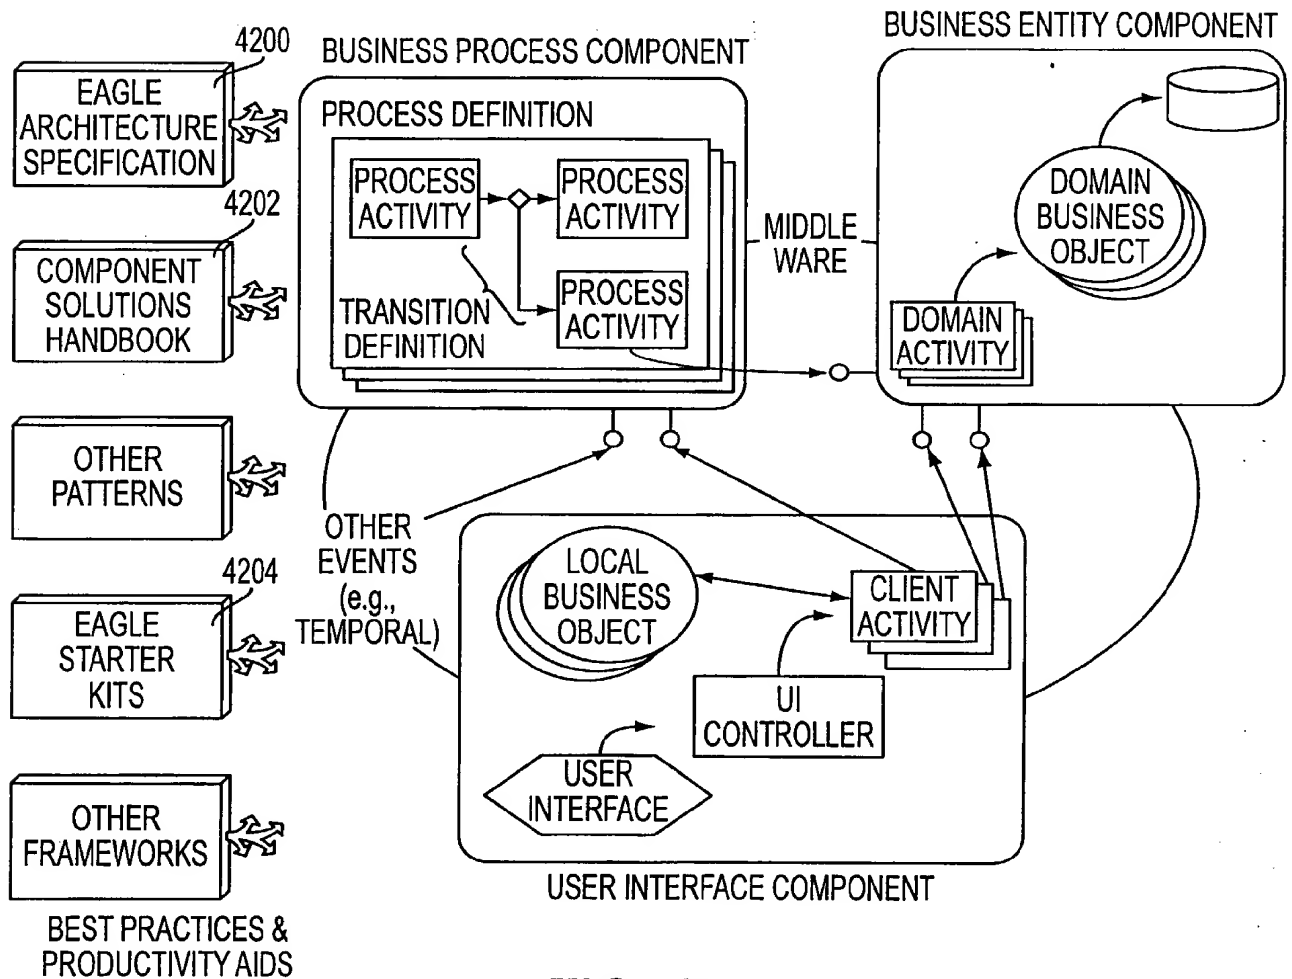 4200
EAGLE
ARCHITECTURE
SPECIFICATION
4202
COMPONENT
SOLUTIONS
HANDBOOK
OTHER
PATTERNS
4204
EAGLE
STARTER
KITS
OTHER
FRAMEWORKS
BEST PRACTICES &
PRODUCTIVITY AIDS
BUSINESS PROCESS COMPONENT
PROCESS DEFINITION
PROCESS
ACTIVITY
PROCESS
ACTIVITY
PROCESS
ACTIVITY
TRANSITION
DEFINITION
MIDDLE
WARE
BUSINESS ENTITY COMPONENT
DOMAIN
BUSINESS
OBJECT
DOMAIN
ACTIVITY
OTHER
EVENTS
(e.g.,
TEMPORAL)
LOCAL
BUSINESS
OBJECT
CLIENT
ACTIVITY
UI
CONTROLLER
USER
INTERFACE
USER INTERFACE COMPONENT